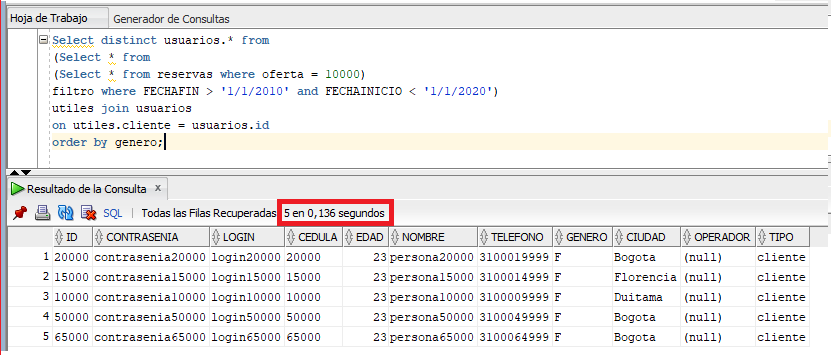 Hoja de Trabajo Generador de Consultas
Select distinct usuarios.* from
(Select * from
(Select * from reservas where oferta = 10000)
filtro where FECHAFIN > '1/1/2010' and FECHAINICIO < '1/1/2020')
utiles join usuarios
on utiles.cliente = usuarios.id
order by genero;
Resultado de la Consulta x
SQL | Todas las Filas Recuperadas: 5 en 0,136 segundos
ID CONTRASENIA LOGIN CEDULA EDAD NOMBRE TELEFONO GENERO CIUDAD OPERADOR TIPO
1 20000 contrasenia20000 login20000 20000 23 persona20000 3100019999 F Bogota (null) cliente
2 15000 contrasenia15000 login15000 15000 23 persona15000 3100014999 F Florencia (null) cliente
3 10000 contrasenia10000 login10000 10000 23 persona10000 3100009999 F Duitama (null) cliente
4 50000 contrasenia50000 login50000 50000 23 persona50000 3100049999 F Bogota (null) cliente
5 65000 contrasenia65000 login65000 65000 23 persona65000 3100064999 F Bogota (null) cliente